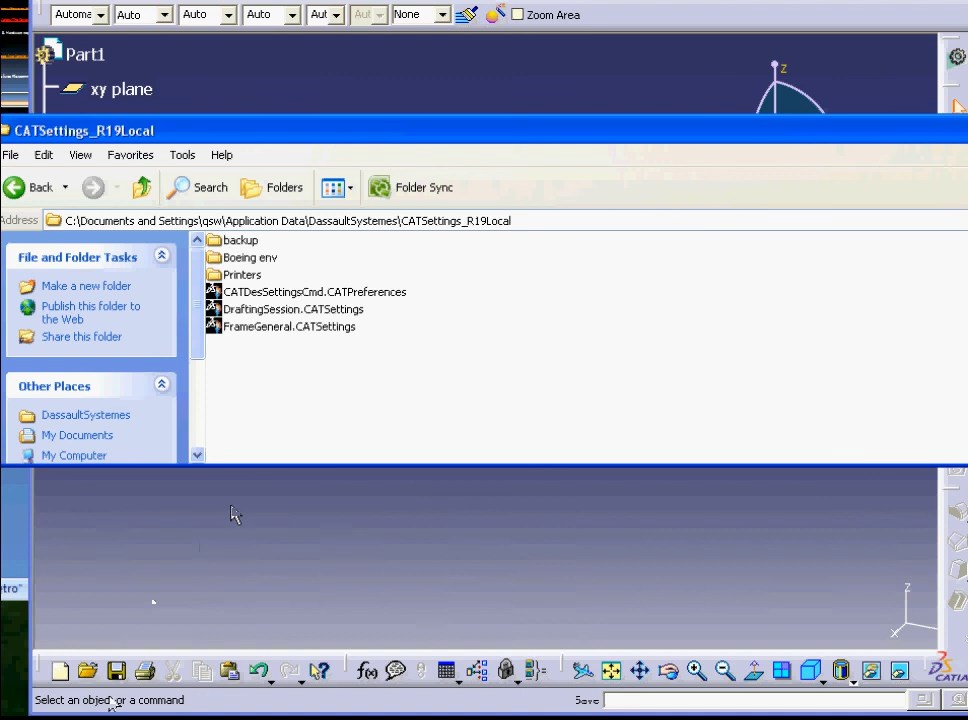 Automa Auto Auto Auto Aut Aut None Zoom Area
Part1
z
xy plane
CATSettings_R19Local
File Edit View Favorites Tools Help
Back Search Folders Folder Sync
Address C:\Documents and Settings\qsw\Application Data\DassaultSystemes\CATSettings_R19Local
File and Folder Tasks
Make a new folder
Publish this folder to
the Web
Share this folder
backup
Boeing env
Printers
CATDesSettingsCmd.CATPreferences
DraftingSession.CATSettings
FrameGeneral.CATSettings
Other Places
DassaultSystemes
My Documents
My Computer
tro"
z
x
f(x)
CATIA
Select an object or a command
Save